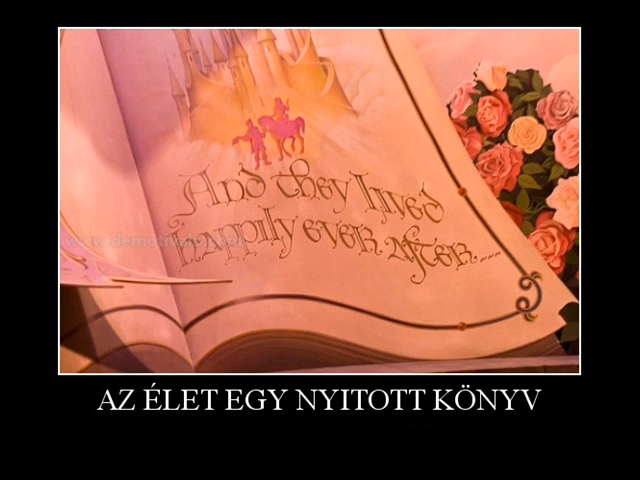 And they lived
happily ever after....
AZ ÉLET EGY NYITOTT KÖNYV